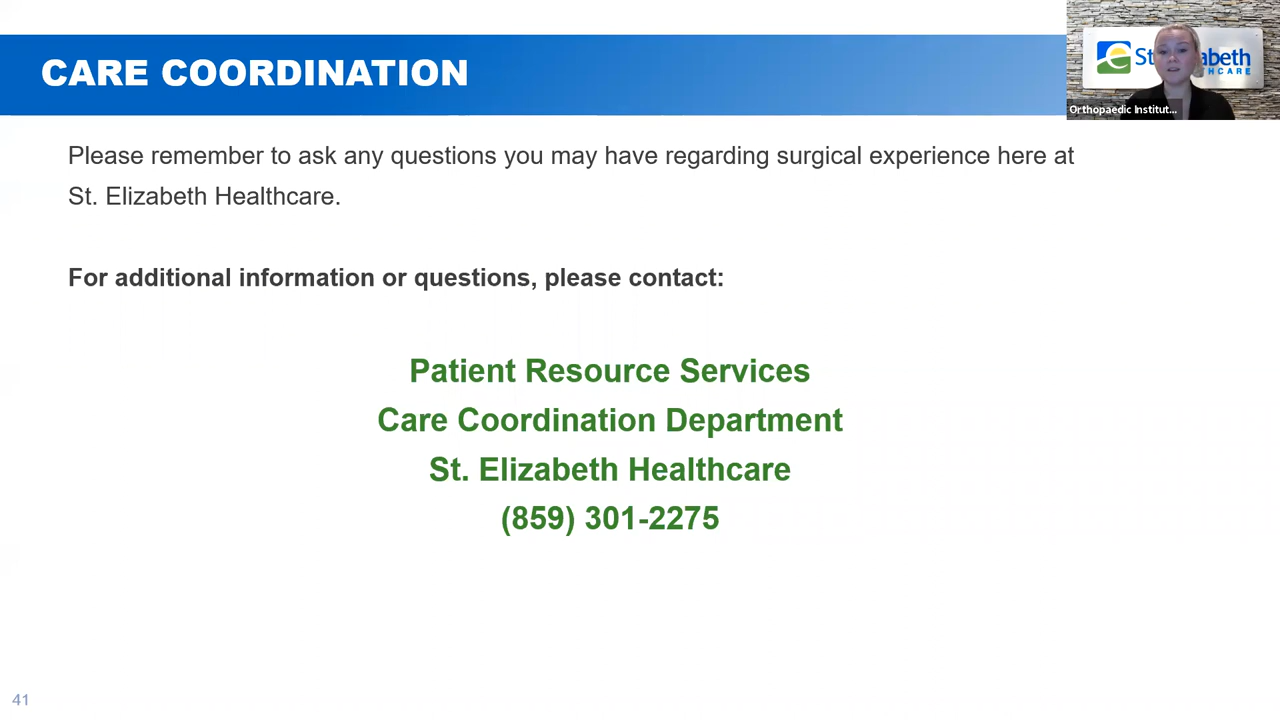 CARE COORDINATION
Orthopaedic Institut...
Please remember to ask any questions you may have regarding surgical experience here at
St. Elizabeth Healthcare.
For additional information or questions, please contact:
Patient Resource Services
Care Coordination Department
St. Elizabeth Healthcare
(859) 301-2275
41